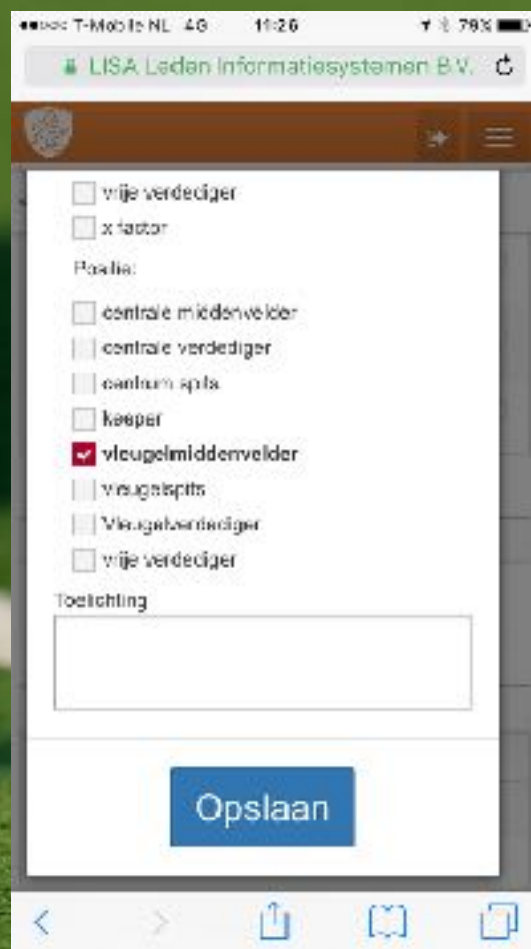 T-Mobile NL 4G 11:26 79%
LISA Leden Informatiesystemen B.V.
vrije verdediger
x factor
Positie:
centrale middenvelder
centrale verdediger
centrum spits
keeper
vleugelmiddenvelder
vleugelspits
Vleugelverdediger
vrije verdediger
Toelichting
Opslaan